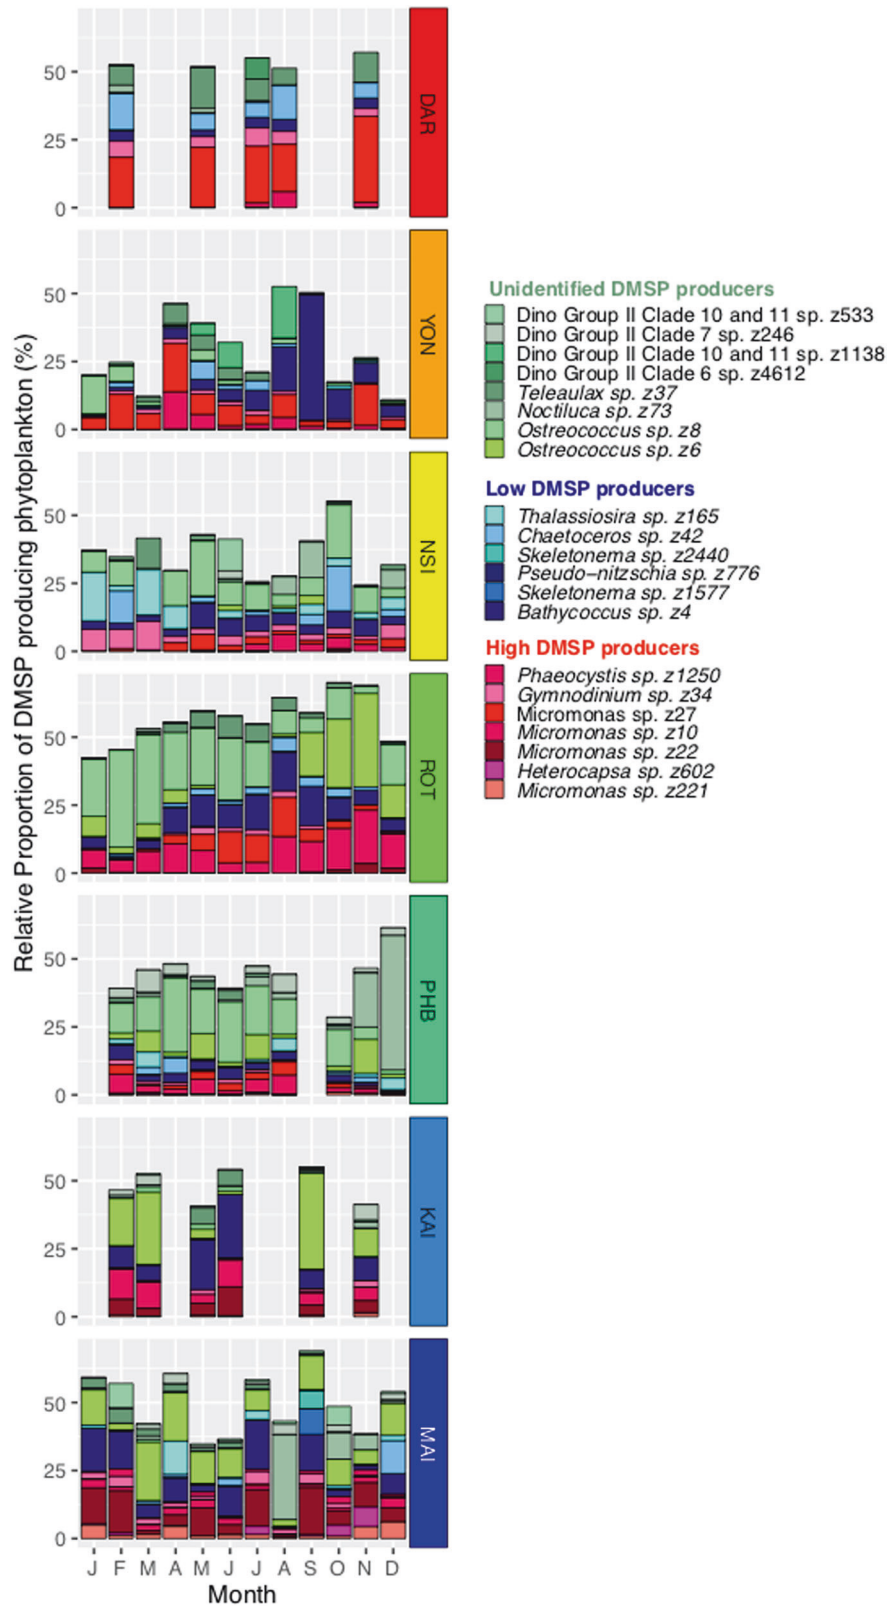 50
25
0
DAR
50
25
0
YON
50
25
0
NSI
50
25
0
ROT
50
25
0
PHB
50
25
0
KAI
50
25
0
MAI
J F M A M J J A S O N D
Month
Relative Proportion of DMSP producing phytoplankton (%)
Unidentified DMSP producers
Dino Group II Clade 10 and 11 sp. z533
Dino Group II Clade 7 sp. z246
Dino Group II Clade 10 and 11 sp. z1138
Dino Group II Clade 6 sp. z4612
Teleaulax sp. z37
Noctiluca sp. z73
Ostreococcus sp. z8
Ostreococcus sp. z6
Low DMSP producers
Thalassiosira sp. z165
Chaetoceros sp. z42
Skeletonema sp. z2440
Pseudo−nitzschia sp. z776
Skeletonema sp. z1577
Bathycoccus sp. z4
High DMSP producers
Phaeocystis sp. z1250
Gymnodinium sp. z34
Micromonas sp. z27
Micromonas sp. z10
Micromonas sp. z22
Heterocapsa sp. z602
Micromonas sp. z221